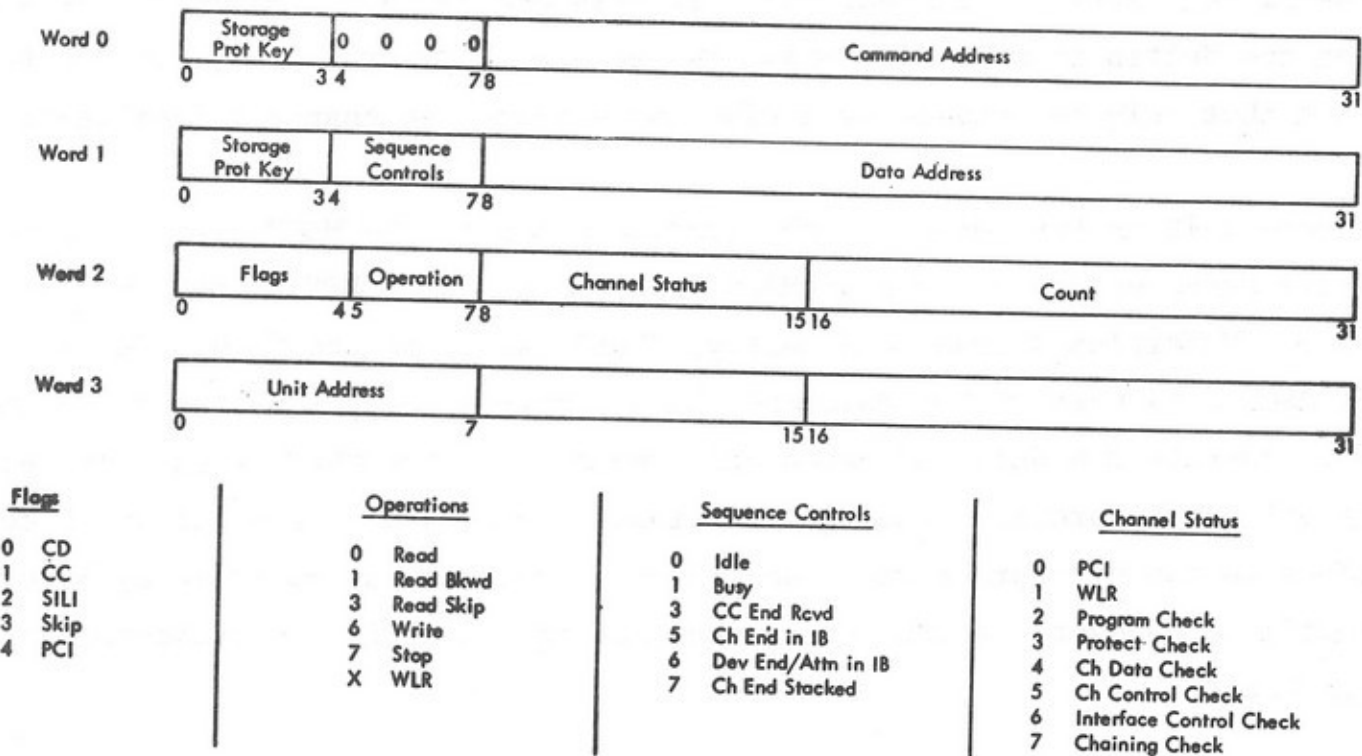 Word 0
Storage
Prot Key
0 0 0 0
Command Address
0 3 4 7 8 31
Word 1
Storage
Prot Key
Sequence
Controls
Data Address
0 3 4 7 8 31
Word 2
Flags
Operation
Channel Status
Count
0 4 5 7 8 15 16 31
Word 3
Unit Address
0 7 15 16 31
Flags
0 CD
1 CC
2 SILI
3 Skip
4 PCI
Operations
0 Read
1 Read Bkwd
3 Read Skip
6 Write
7 Stop
X WLR
Sequence Controls
0 Idle
1 Busy
3 CC End Rcvd
5 Ch End in IB
6 Dev End/Attn in IB
7 Ch End Stacked
Channel Status
0 PCI
1 WLR
2 Program Check
3 Protect Check
4 Ch Data Check
5 Ch Control Check
6 Interface Control Check
7 Chaining Check